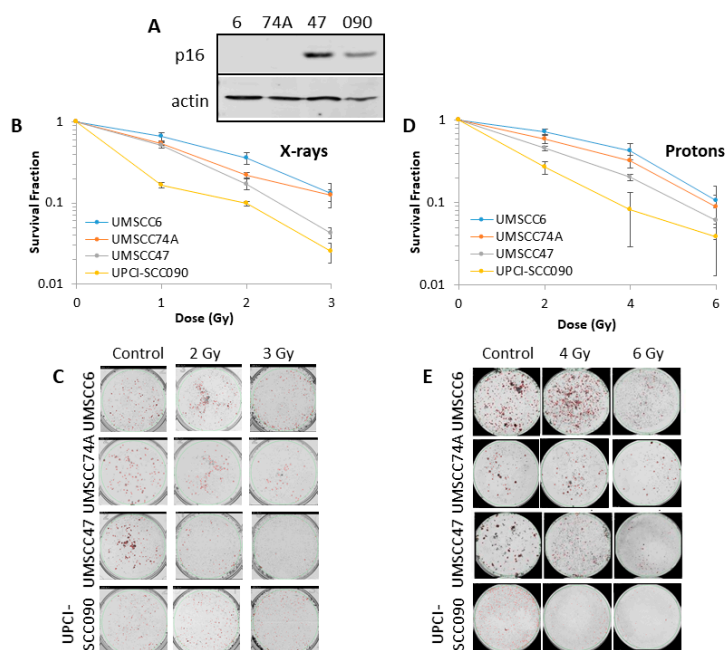 A
6 74A 47 090
p16
actin
B
X-rays
Survival Fraction
1
0.1
0.01
UMSCC6
UMSCC74A
UMSCC47
UPCI-SCC090
0 1 2 3
Dose (Gy)
D
Protons
Survival Fraction
1
0.1
0.01
UMSCC6
UMSCC74A
UMSCC47
UPCI-SCC090
0 2 4 6
Dose (Gy)
C
Control 2 Gy 3 Gy
UMSCC6
UMSCC74A
UMSCC47
UPCI-
SCC090
E
Control 4 Gy 6 Gy
UMSCC6
UMSCC74A
UMSCC47
UPCI-
SCC090